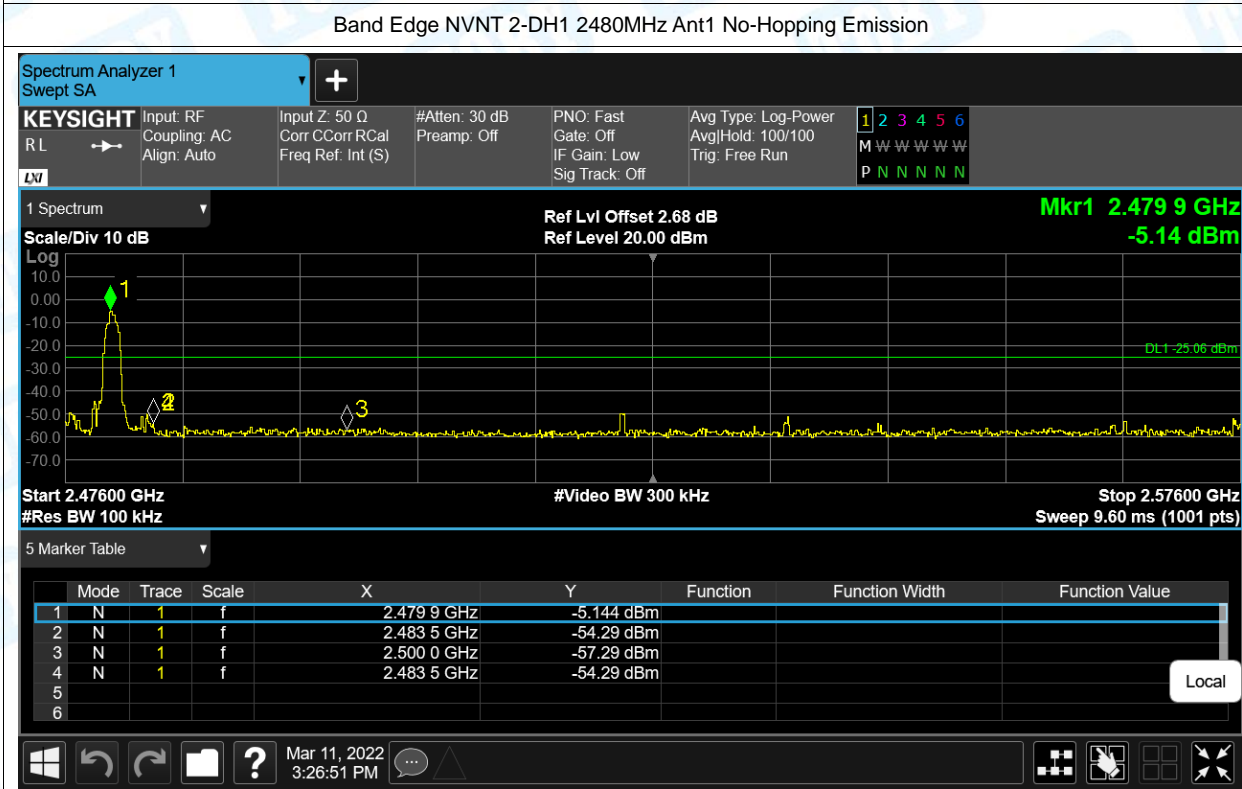 Band Edge NVNT 2-DH1 2480MHz Ant1 No-Hopping Emission
Spectrum Analyzer 1
Swept SA
KEYSIGHT Input: RF Input Z: 50 Ω #Atten: 30 dB PNO: Fast Avg Type: Log-Power 1 2 3 4 5 6
R L Coupling: AC Corr CCorr RCal Preamp: Off Gate: Off Avg|Hold: 100/100 M W W W W W
Align: Auto Freq Ref: Int (S) IF Gain: Low Trig: Free Run
LXI Sig Track: Off P N N N N N
1 Spectrum Ref Lvl Offset 2.68 dB Mkr1 2.479 9 GHz
Scale/Div 10 dB Ref Level 20.00 dBm -5.14 dBm
Log
10.0
1
0.00
-10.0
-20.0
DL1 -25.06 dBm
-30.0
-40.0
2 4 3
-50.0
-60.0
-70.0
Start 2.47600 GHz #Video BW 300 kHz Stop 2.57600 GHz
#Res BW 100 kHz Sweep 9.60 ms (1001 pts)
5 Marker Table
Mode Trace Scale X Y Function Function Width Function Value
1 N 1 f 2.479 9 GHz -5.144 dBm
2 N 1 f 2.483 5 GHz -54.29 dBm
3 N 1 f 2.500 0 GHz -57.29 dBm
4 N 1 f 2.483 5 GHz -54.29 dBm
5
6
Local
? Mar 11, 2022
3:26:51 PM